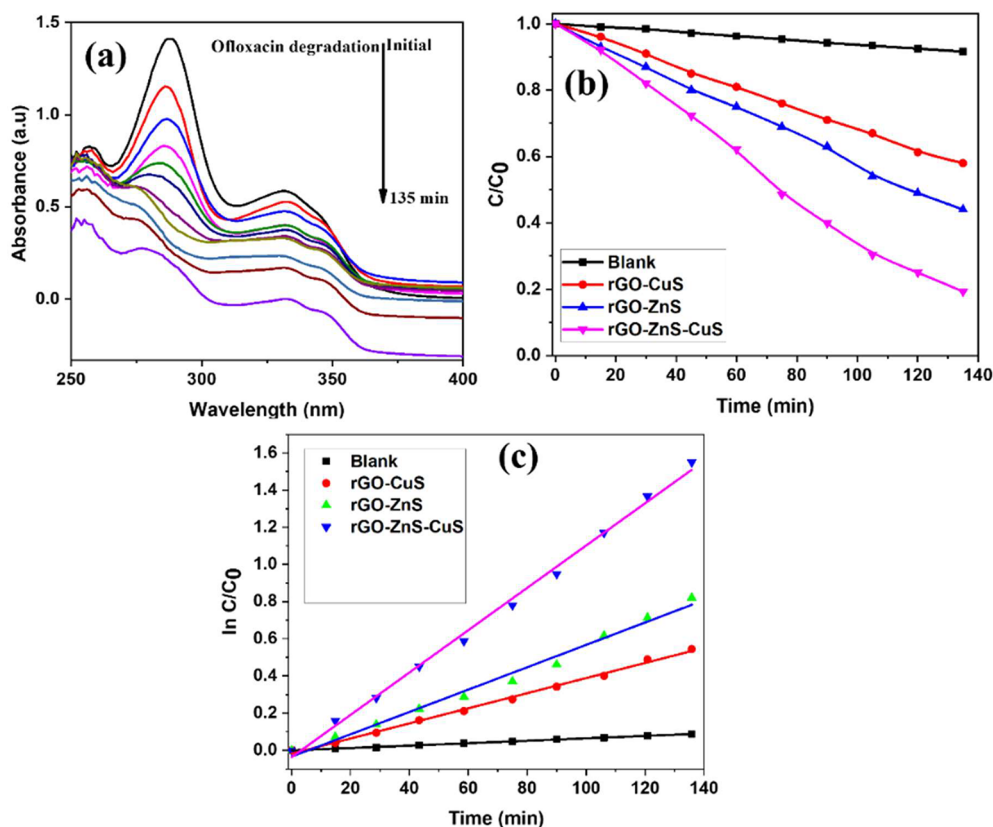 (a)
Ofloxacin degradation
Initial
135 min
1.5
1.0
0.5
0.0
Absorbance (a.u)
250
300
350
400
Wavelength (nm)
(b)
1.0
0.8
0.6
0.4
0.2
0.0
C/C0
Blank
rGO-CuS
rGO-ZnS
rGO-ZnS-CuS
0
20
40
60
80
100
120
140
Time (min)
(c)
1.6
1.4
1.2
1.0
0.8
0.6
0.4
0.2
0.0
ln C/C0
Blank
rGO-CuS
rGO-ZnS
rGO-ZnS-CuS
0
20
40
60
80
100
120
140
Time (min)